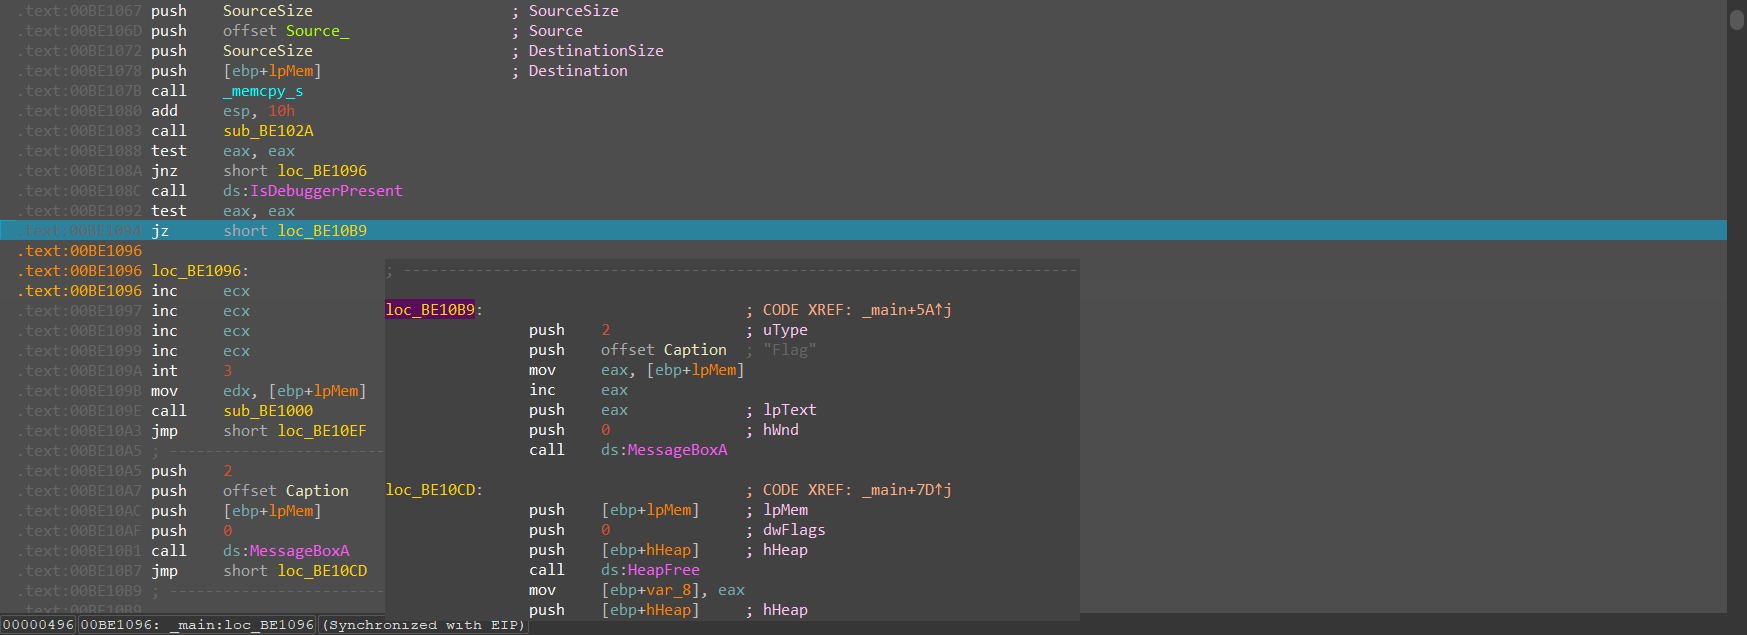 .text:00BE1067 push SourceSize ; SourceSize
.text:00BE106D push offset Source_ ; Source
.text:00BE1072 push SourceSize ; DestinationSize
.text:00BE1078 push [ebp+lpMem] ; Destination
.text:00BE107B call _memcpy_s
.text:00BE1080 add esp, 10h
.text:00BE1083 call sub_BE102A
.text:00BE1088 test eax, eax
.text:00BE108A jnz short loc_BE1096
.text:00BE108C call ds:IsDebuggerPresent
.text:00BE1092 test eax, eax
.text:00BE1094 jz short loc_BE10B9
.text:00BE1096
.text:00BE1096 loc_BE1096:
.text:00BE1096 inc ecx
.text:00BE1097 inc ecx
.text:00BE1098 inc ecx
.text:00BE1099 inc ecx
.text:00BE109A int 3
.text:00BE109B mov edx, [ebp+lpMem]
.text:00BE109E call sub_BE1000
.text:00BE10A3 jmp short loc_BE10EF
.text:00BE10A5 ; ------------------------
.text:00BE10A5 push 2
.text:00BE10A7 push offset Caption
.text:00BE10AC push [ebp+lpMem]
.text:00BE10AF push 0
.text:00BE10B1 call ds:MessageBoxA
.text:00BE10B7 jmp short loc_BE10CD
.text:00BE10B9 ; ------------------------
.text:00BE10B9
; ---------------------------------------------------------------------------
loc_BE10B9: ; CODE XREF: _main+5A↑j
push 2 ; uType
push offset Caption ; "Flag"
mov eax, [ebp+lpMem]
inc eax
push eax ; lpText
push 0 ; hWnd
call ds:MessageBoxA
loc_BE10CD: ; CODE XREF: _main+7D↑j
push [ebp+lpMem] ; lpMem
push 0 ; dwFlags
push [ebp+hHeap] ; hHeap
call ds:HeapFree
mov [ebp+var_8], eax
push [ebp+hHeap] ; hHeap
00000496 00BE1096: _main:loc_BE1096 (Synchronized with EIP)